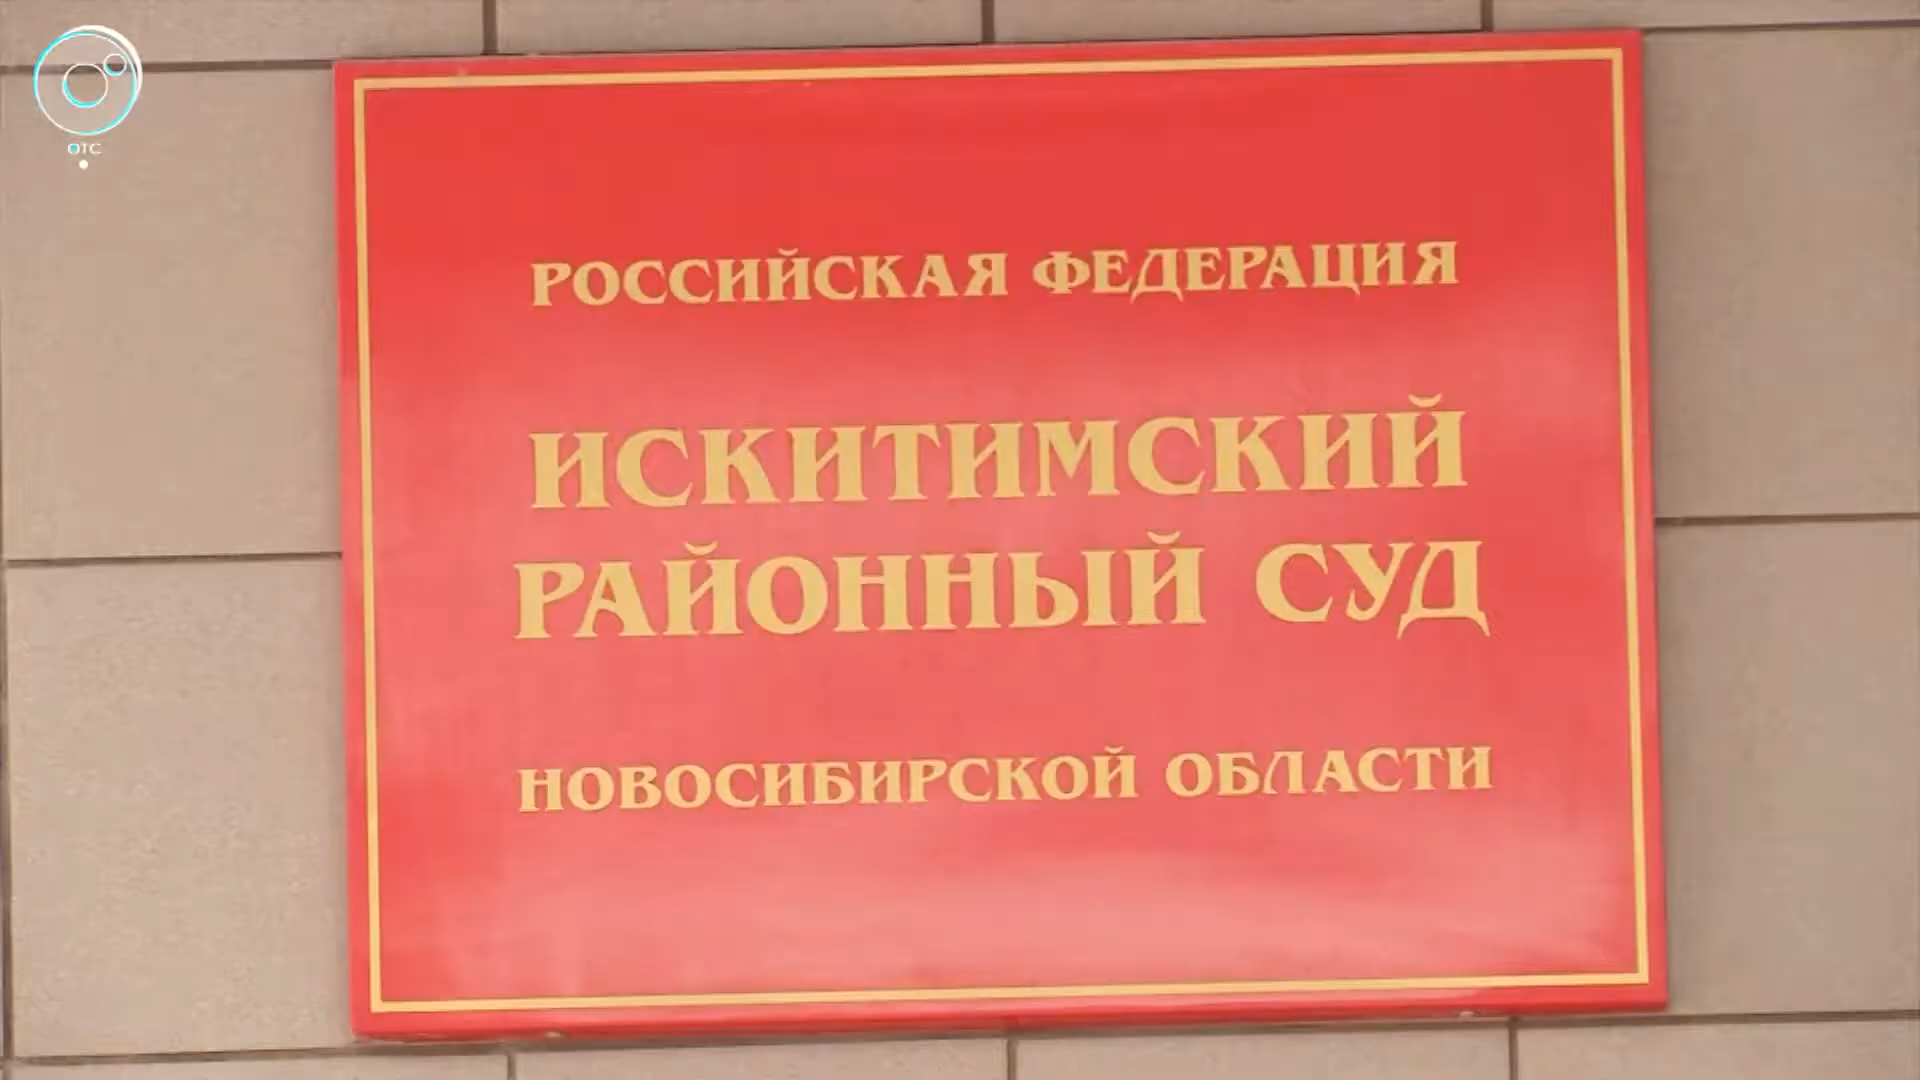 ОТС
РОССИЙСКАЯ ФЕДЕРАЦИЯ
ИСКИТИМСКИЙ
РАЙОННЫЙ СУД
НОВОСИБИРСКОЙ ОБЛАСТИ